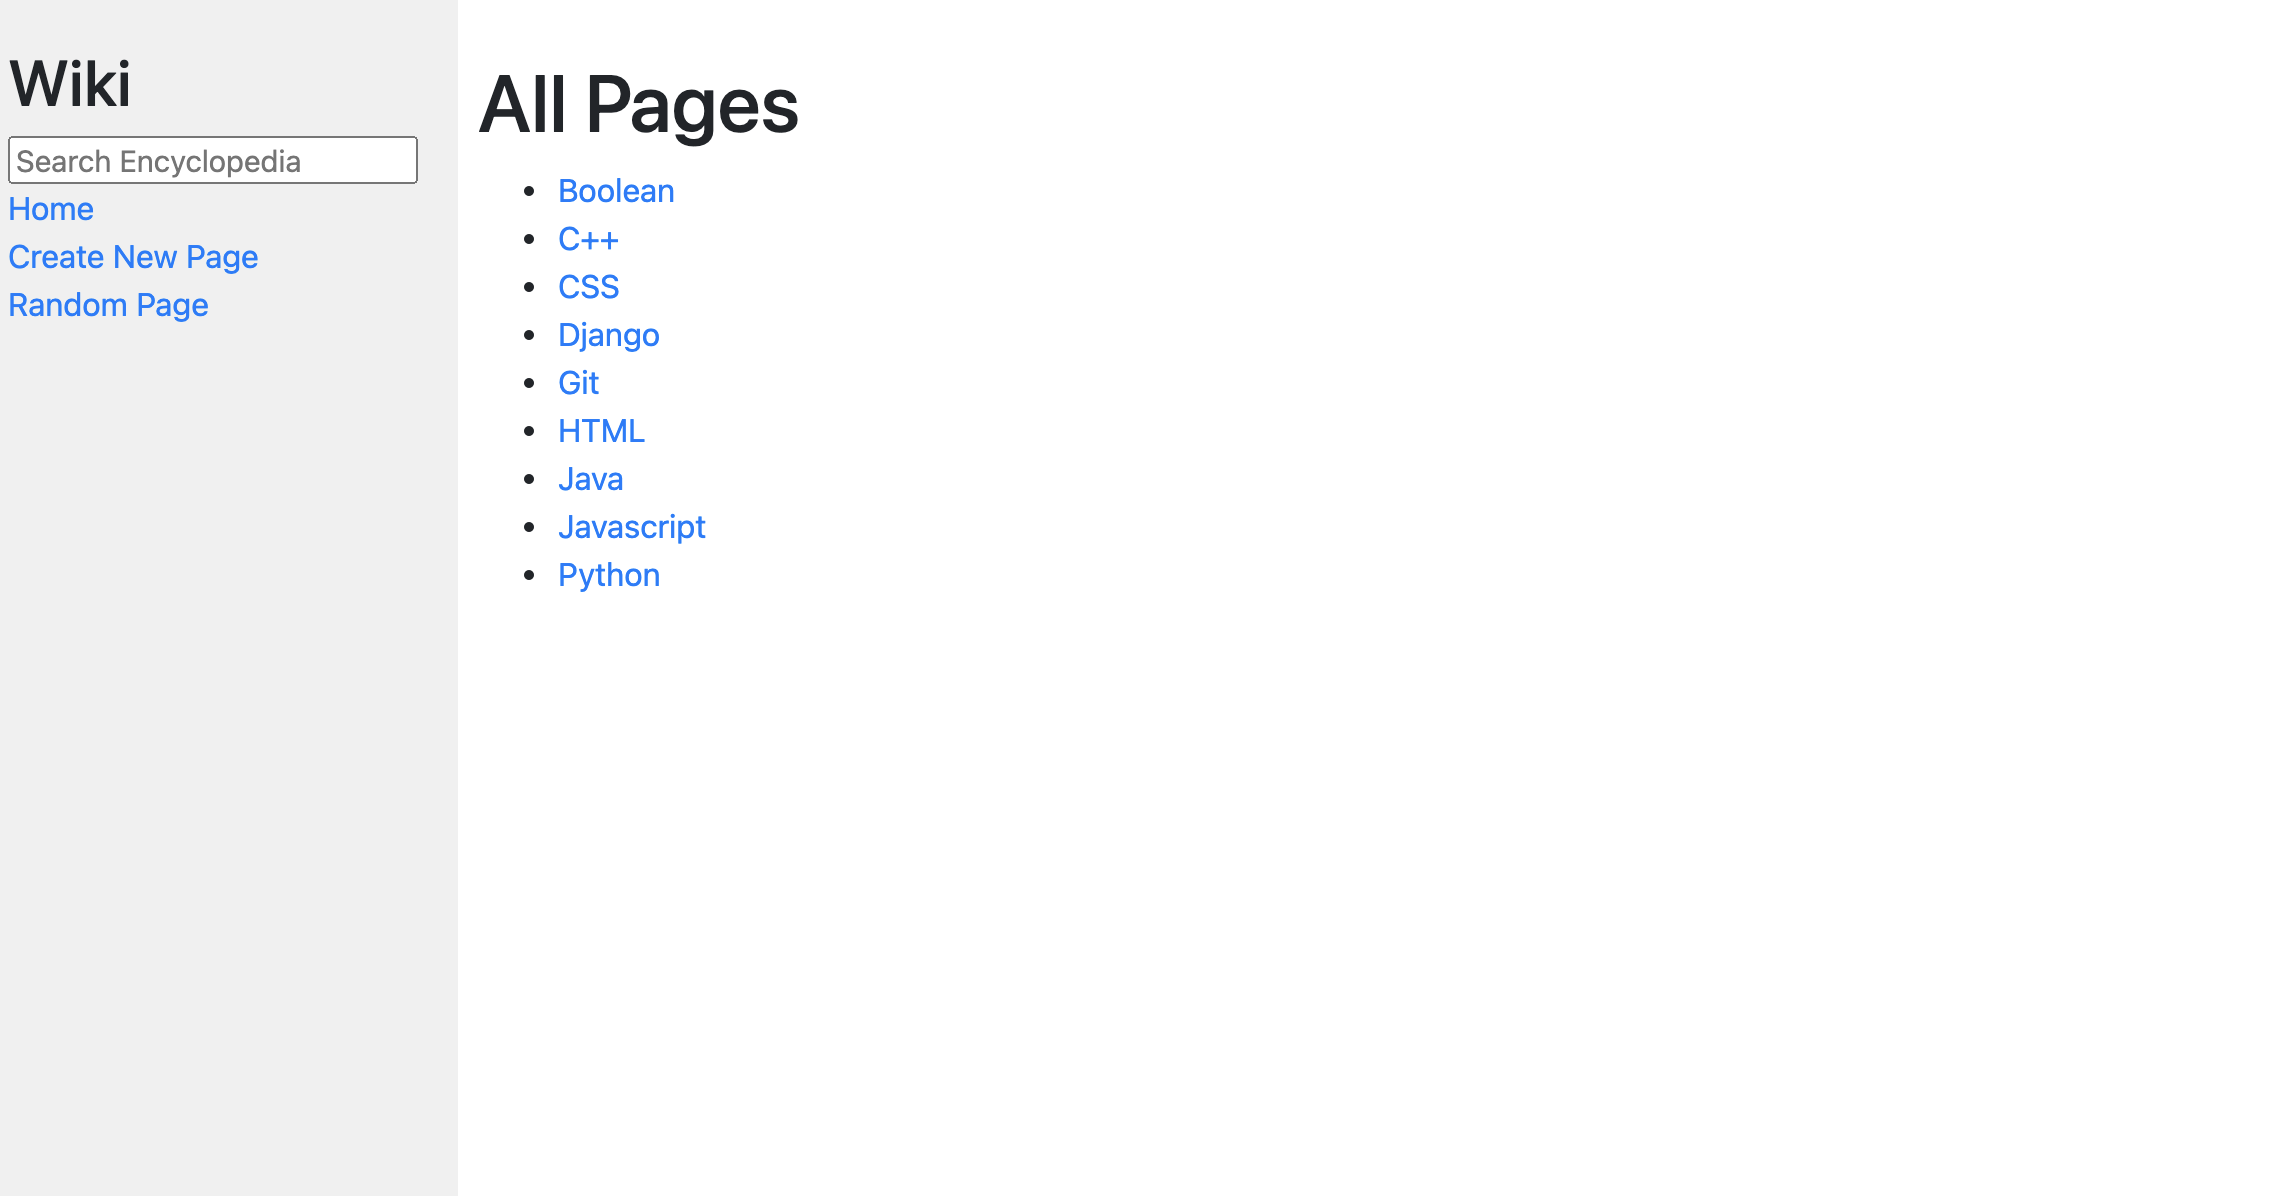 Wiki
Search Encyclopedia
Home
Create New Page
Random Page
All Pages
Boolean
C++
CSS
Django
Git
HTML
Java
Javascript
Python